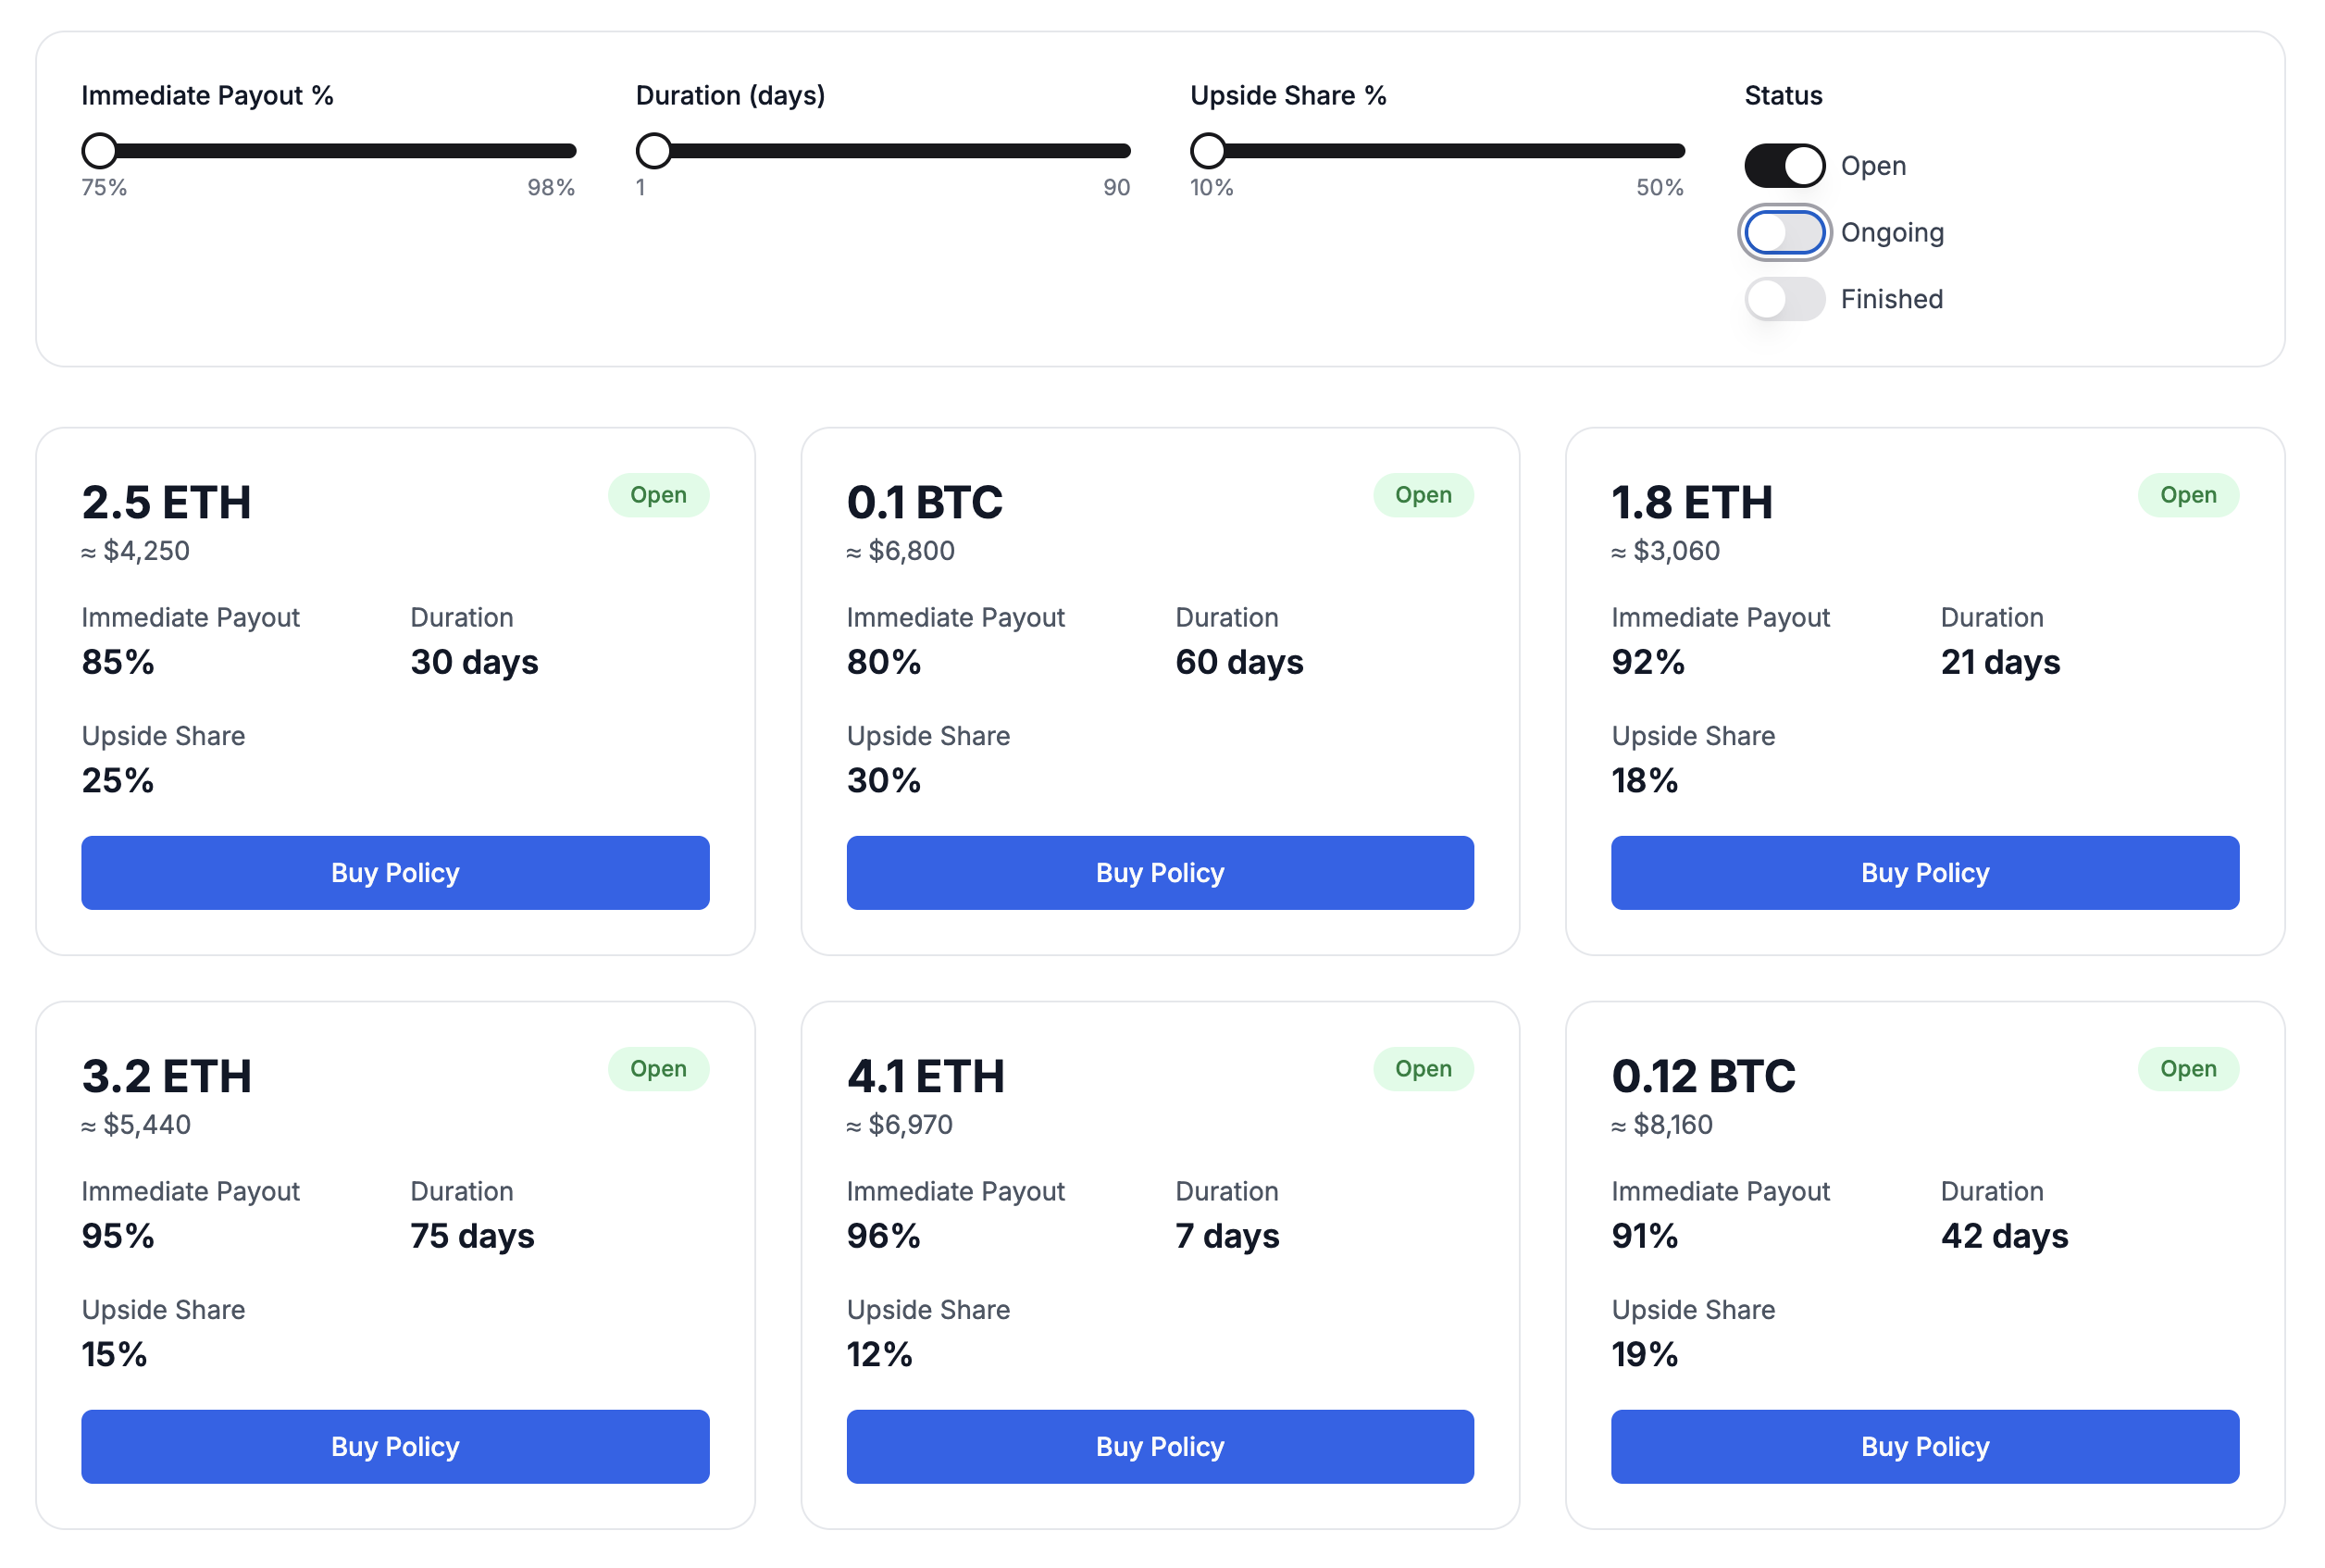 Immediate Payout %
75% 98%
Duration (days)
1 90
Upside Share %
10% 50%
Status
Open
Ongoing
Finished
2.5 ETH
Open
≈ $4,250
Immediate Payout Duration
85% 30 days
Upside Share
25%
Buy Policy
0.1 BTC
Open
≈ $6,800
Immediate Payout Duration
80% 60 days
Upside Share
30%
Buy Policy
1.8 ETH
Open
≈ $3,060
Immediate Payout Duration
92% 21 days
Upside Share
18%
Buy Policy
3.2 ETH
Open
≈ $5,440
Immediate Payout Duration
95% 75 days
Upside Share
15%
Buy Policy
4.1 ETH
Open
≈ $6,970
Immediate Payout Duration
96% 7 days
Upside Share
12%
Buy Policy
0.12 BTC
Open
≈ $8,160
Immediate Payout Duration
91% 42 days
Upside Share
19%
Buy Policy